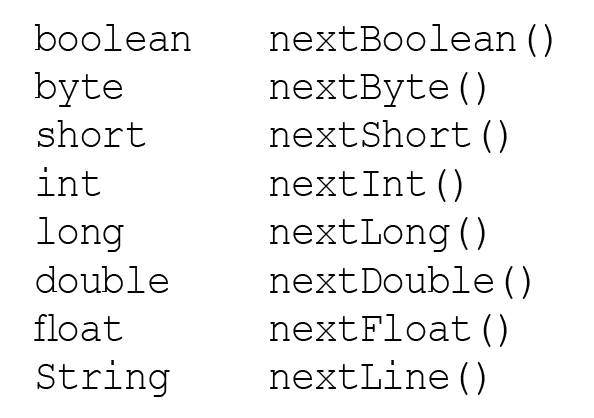 boolean nextBoolean()
byte nextByte()
short nextShort()
int nextInt()
long nextLong()
double nextDouble()
float nextFloat()
String nextLine()